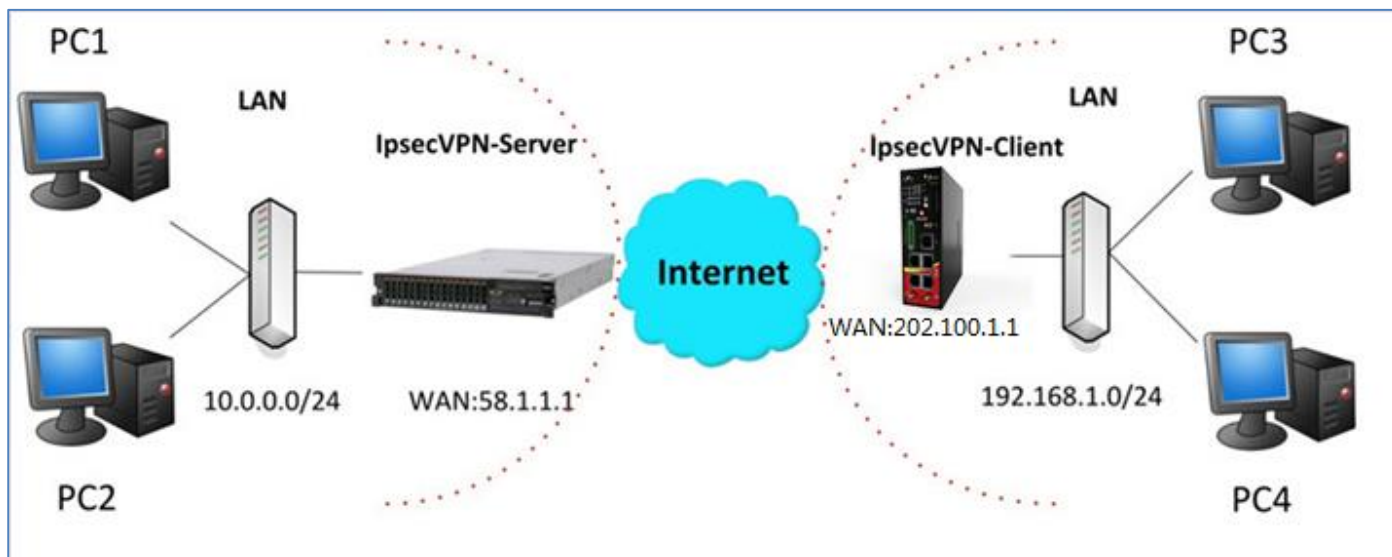 PC1
LAN
IpsecVPN-Server
10.0.0.0/24
WAN:58.1.1.1
PC2
Internet
PC3
LAN
IpsecVPN-Client
WAN:202.100.1.1
192.168.1.0/24
PC4